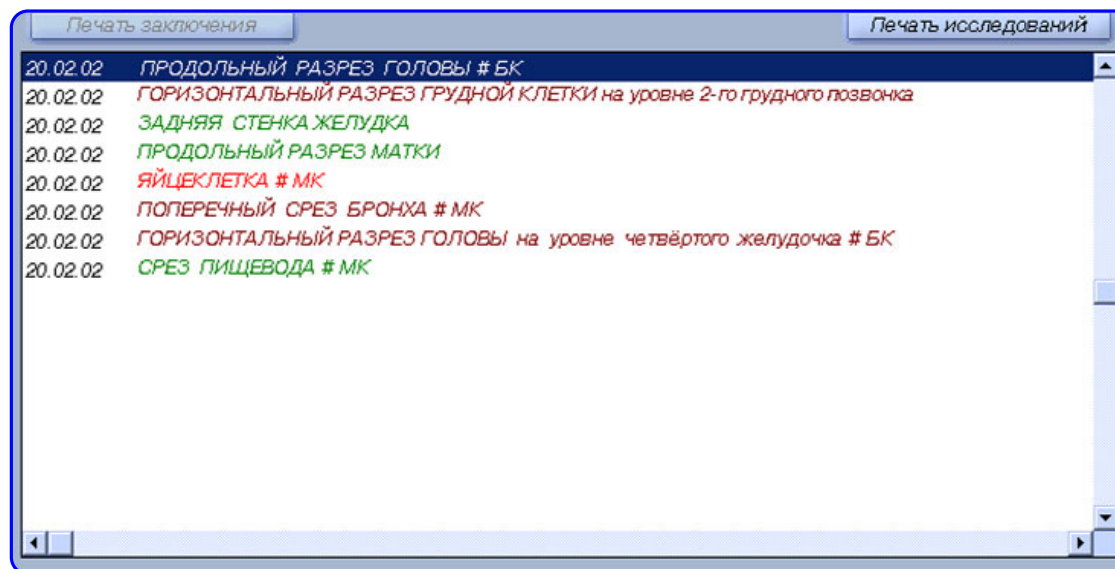 Печать заключения Печать исследований
20.02.02 ПРОДОЛЬНЫЙ РАЗРЕЗ ГОЛОВЫ # БК
20.02.02 ГОРИЗОНТАЛЬНЫЙ РАЗРЕЗ ГРУДНОЙ КЛЕТКИ на уровне 2-го грудного позвонка
20.02.02 ЗАДНЯЯ СТЕНКА ЖЕЛУДКА
20.02.02 ПРОДОЛЬНЫЙ РАЗРЕЗ МАТКИ
20.02.02 ЯЙЦЕКЛЕТКА # МК
20.02.02 ПОПЕРЕЧНЫЙ СРЕЗ БРОНХА # МК
20.02.02 ГОРИЗОНТАЛЬНЫЙ РАЗРЕЗ ГОЛОВЫ на уровне четвёртого желудочка # БК
20.02.02 СРЕЗ ПИЩЕВОДА # МК